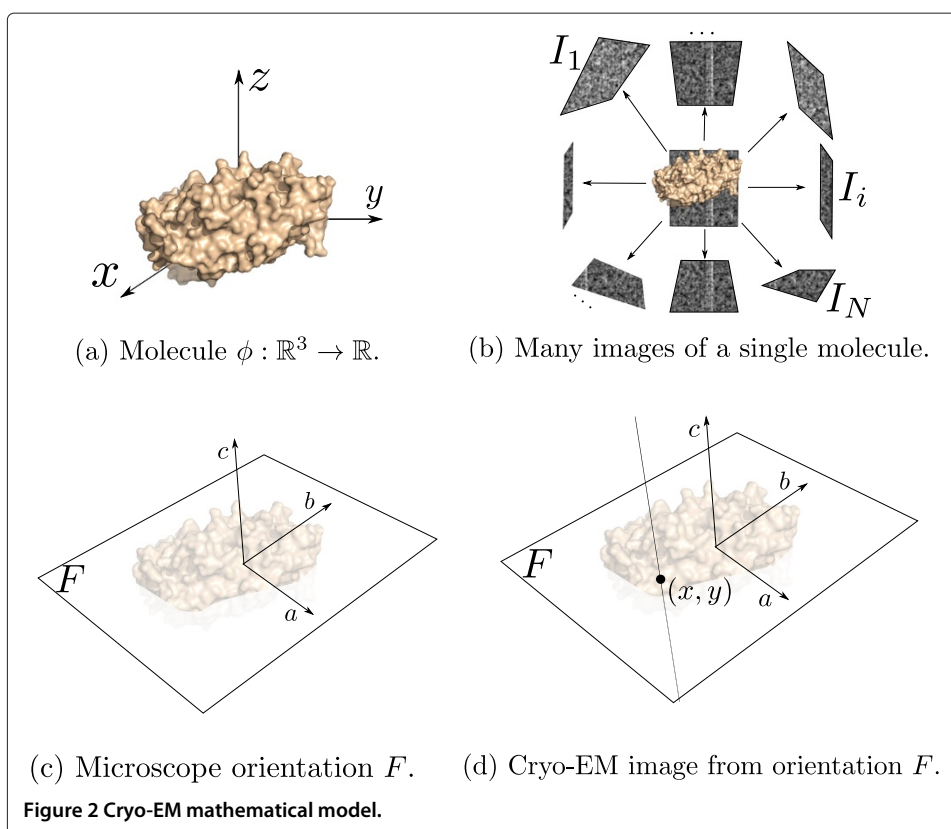 z
y
x
(a) Molecule ϕ : ℝ³ → ℝ.
I₁
...
I_i
I_N
...
(b) Many images of a single molecule.
c
b
F
a
(c) Microscope orientation F.
c
b
F
(x, y)
a
(d) Cryo-EM image from orientation F.
Figure 2 Cryo-EM mathematical model.